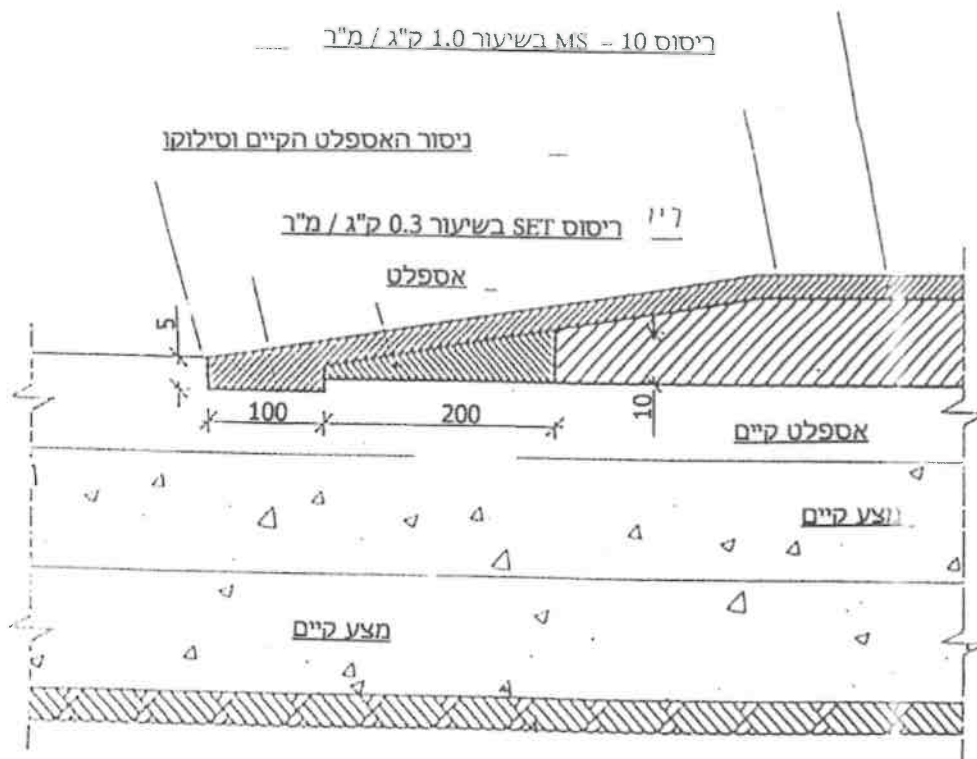 ריסוס MS - 10 בשיעור 1.0 ק"ג / מ"ר
ניסור האספלט הקיים וסילוקו
ריסוס SET בשיעור 0.3 ק"ג / מ"ר
אספלט
5
100
200
10
אספלט קיים
מצע קיים
מצע קיים